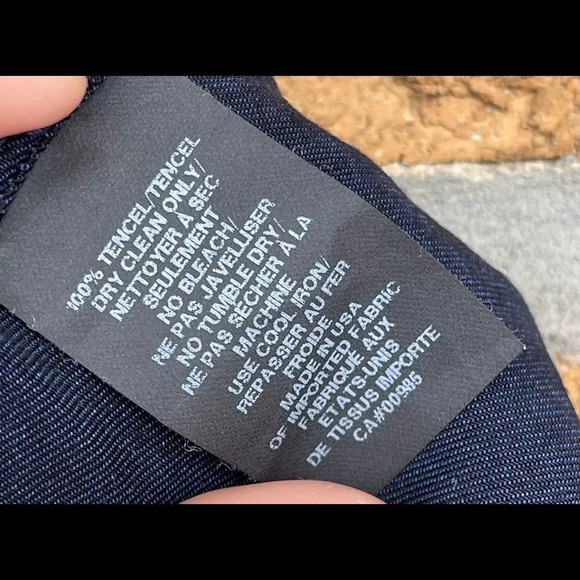 100% TENCEL/TENCEL
DRY CLEAN ONLY/
NETTOYER À SEC
SEULEMENT
NO BLEACH/
NE PAS JAVELLISER
NO TUMBLE DRY/
NE PAS SÉCHER À LA
MACHINE
USE COOL IRON/
REPASSER AU FER
FROIDE
MADE IN USA
OF IMPORTED FABRIC
FABRIQUE AUX
ETATS-UNIS
DE TISSUS IMPORTE
CA#00985